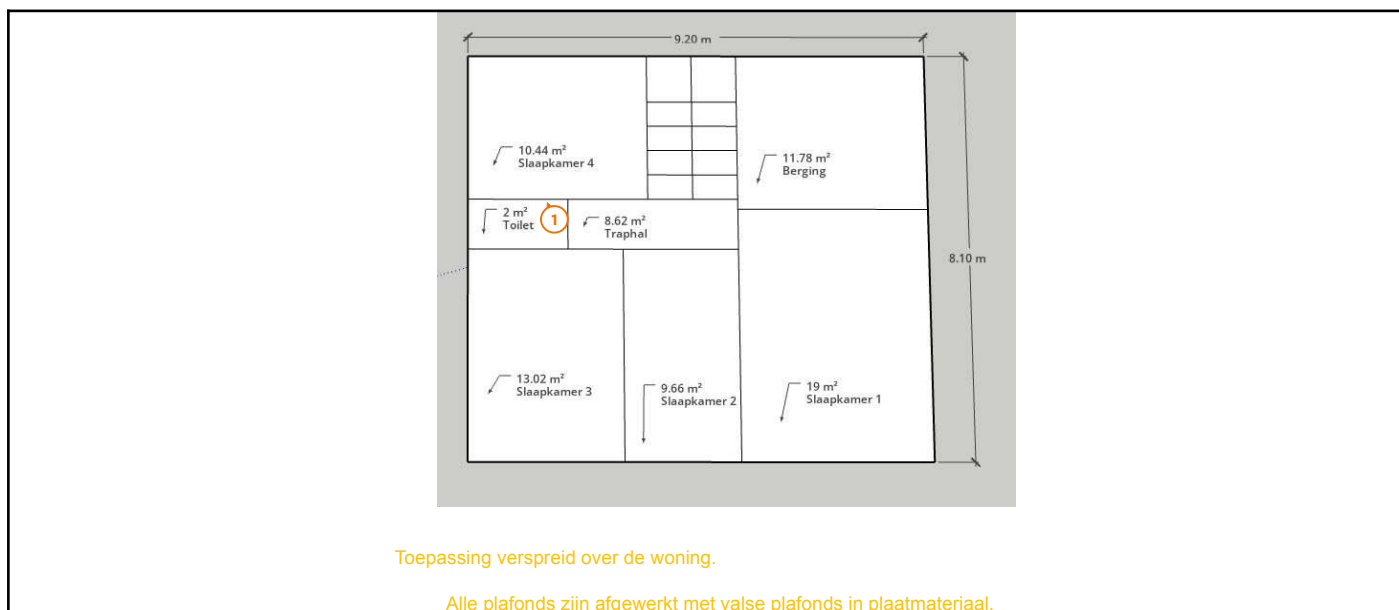 9.20 m
10.44 m²
Slaapkamer 4
11.78 m²
Berging
2 m²
Toilet
1
8.62 m²
Traphal
8.10 m
13.02 m²
Slaapkamer 3
9.66 m²
Slaapkamer 2
19 m²
Slaapkamer 1
Toepassing verspreid over de woning.
Alle plafonds zijn afgewerkt met valse plafonds in plaatmateriaal.